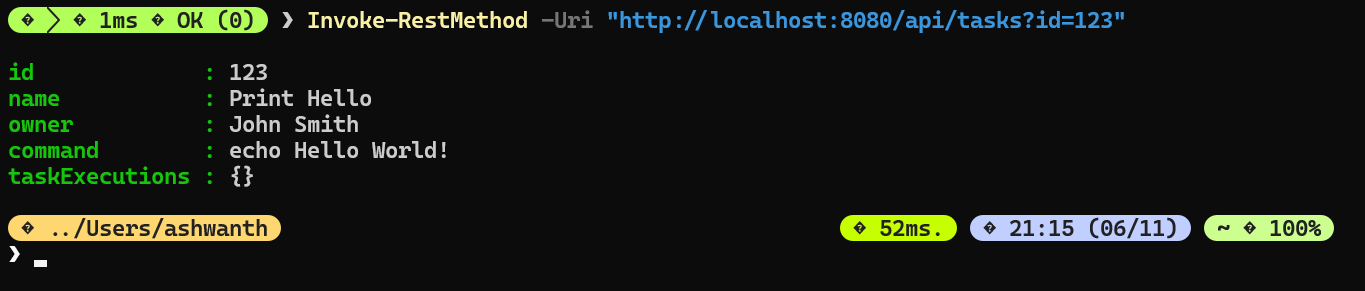 � � 1ms � OK (0) ❯ Invoke-RestMethod -Uri "http://localhost:8080/api/tasks?id=123"
id : 123
name : Print Hello
owner : John Smith
command : echo Hello World!
taskExecutions : {}
� ../Users/ashwanth � 52ms. � 21:15 (06/11) ~ � 100%
❯